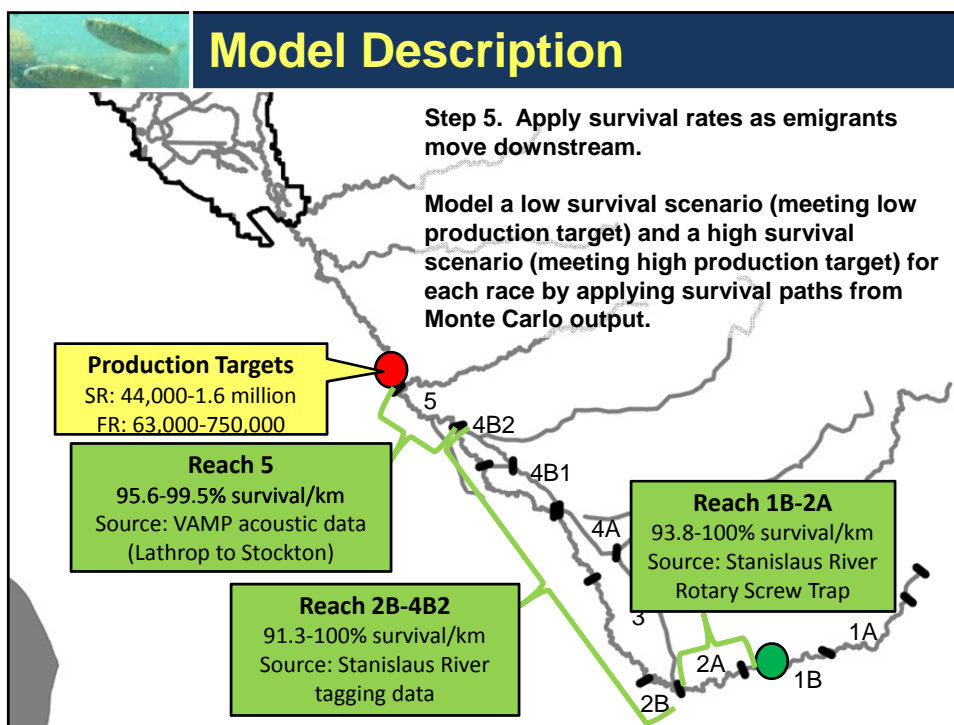 Model Description
Step 5.  Apply survival rates as emigrants
move downstream.
Model a low survival scenario (meeting low
production target) and a high survival
scenario (meeting high production target) for
each race by applying survival paths from
Monte Carlo output.
Production Targets
SR: 44,000-1.6 million
FR: 63,000-750,000
5
4B2
4B1
4A
3
2B
2A
1B
1A
Reach 5
95.6-99.5% survival/km
Source: VAMP acoustic data
(Lathrop to Stockton)
Reach 1B-2A
93.8-100% survival/km
Source: Stanislaus River
Rotary Screw Trap
Reach 2B-4B2
91.3-100% survival/km
Source: Stanislaus River
tagging data